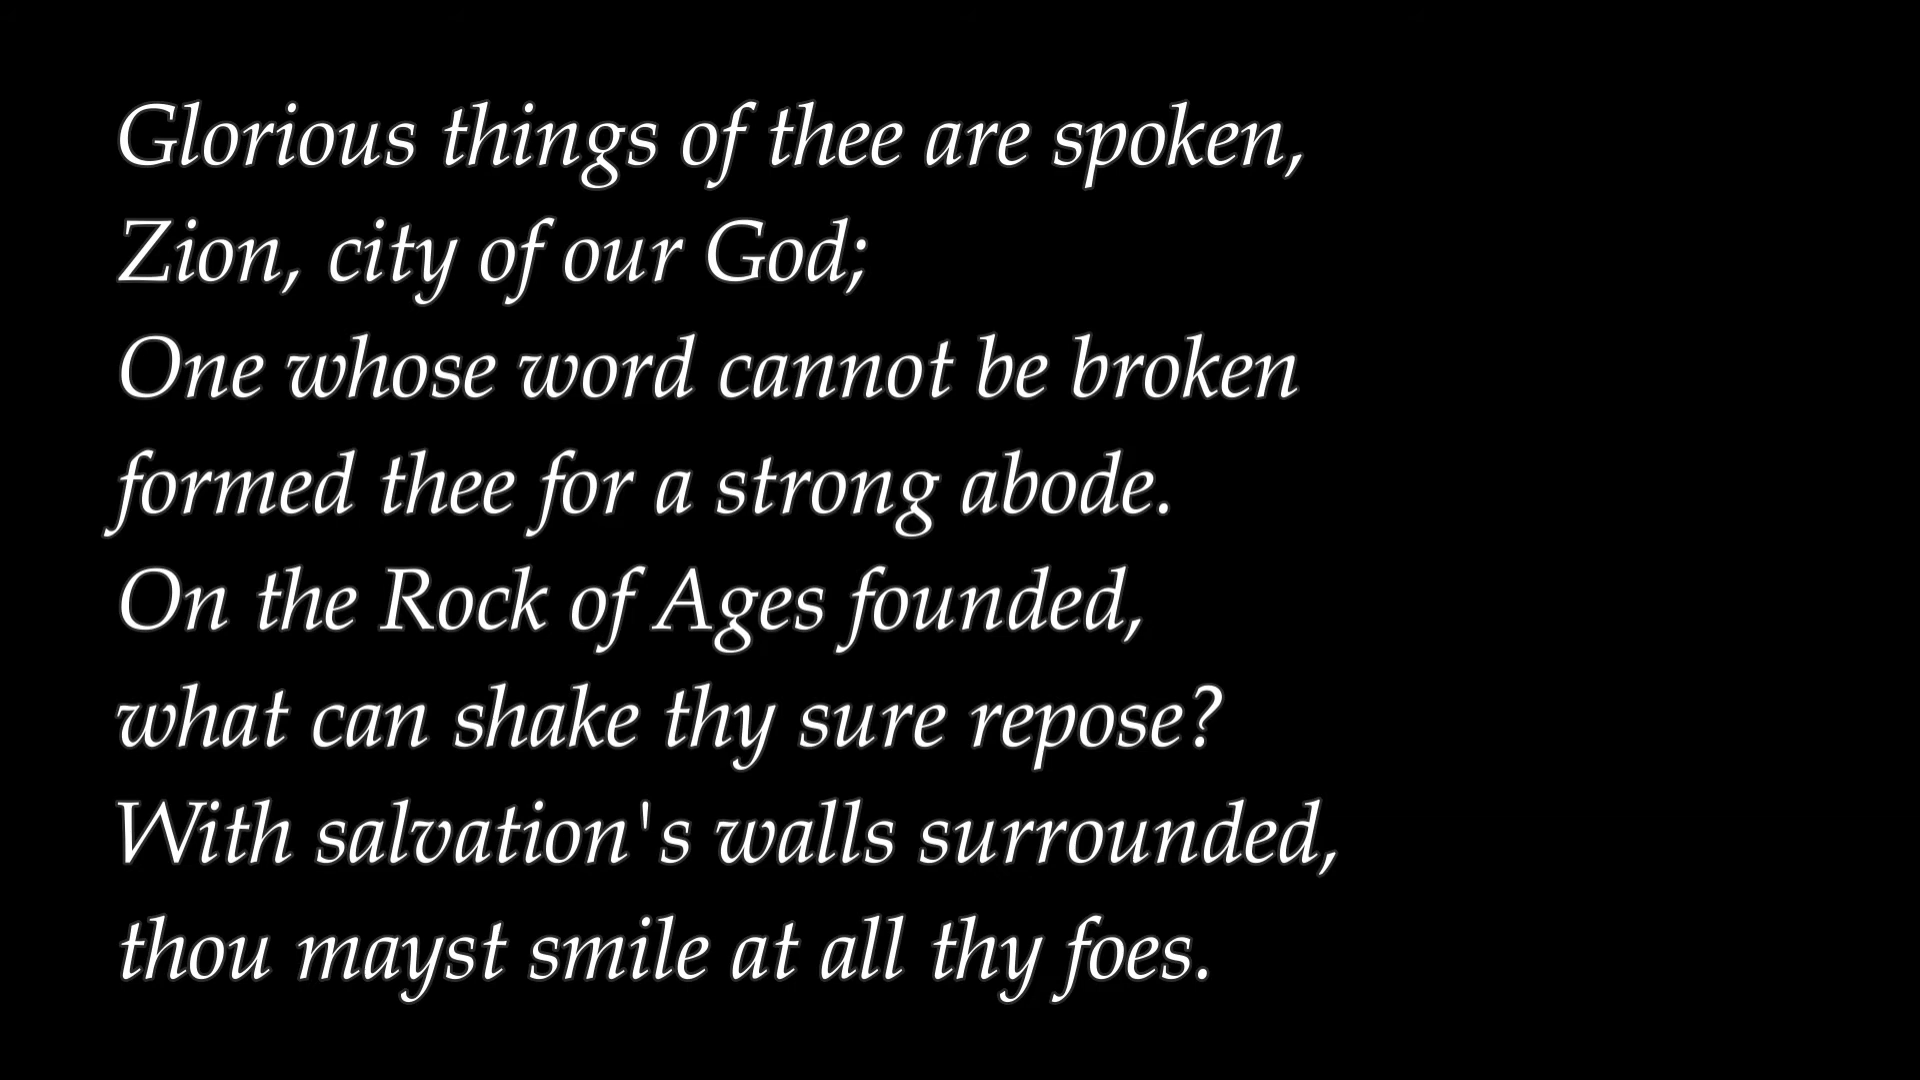 Glorious things of thee are spoken,
Zion, city of our God;
One whose word cannot be broken
formed thee for a strong abode.
On the Rock of Ages founded,
what can shake thy sure repose?
With salvation's walls surrounded,
thou mayst smile at all thy foes.